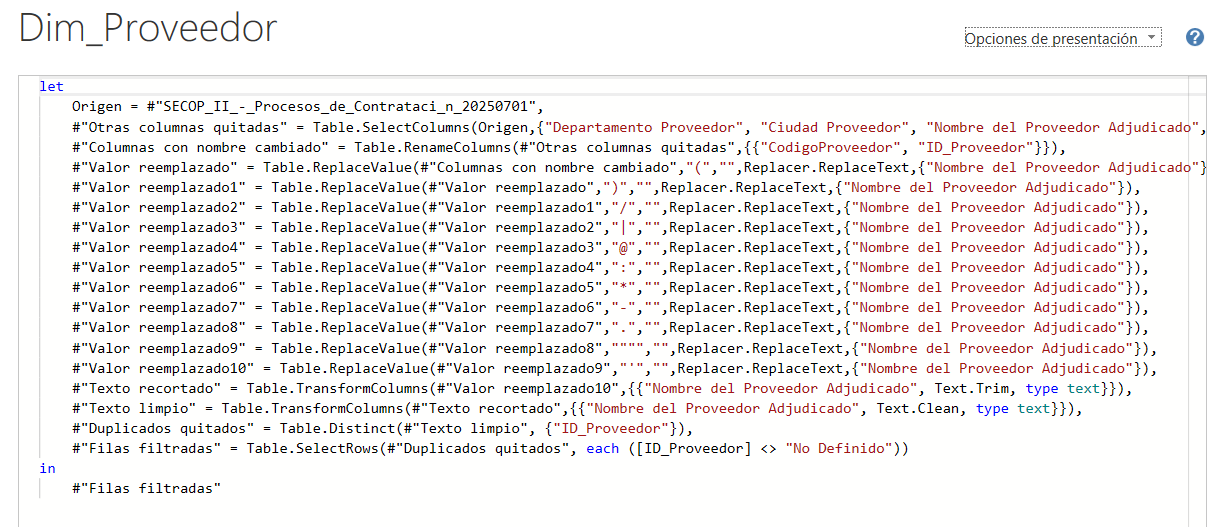 Dim_Proveedor
Opciones de presentación
?
let
Origen = #"SECOP_II_-_Procesos_de_Contrataci_n_20250701",
#"Otras columnas quitadas" = Table.SelectColumns(Origen,{"Departamento Proveedor", "Ciudad Proveedor", "Nombre del Proveedor Adjudicado",
#"Columnas con nombre cambiado" = Table.RenameColumns(#"Otras columnas quitadas",{{"CodigoProveedor", "ID_Proveedor"}}),
#"Valor reemplazado" = Table.ReplaceValue(#"Columnas con nombre cambiado","(","",Replacer.ReplaceText,{"Nombre del Proveedor Adjudicado"}
#"Valor reemplazado1" = Table.ReplaceValue(#"Valor reemplazado",")","",Replacer.ReplaceText,{"Nombre del Proveedor Adjudicado"}),
#"Valor reemplazado2" = Table.ReplaceValue(#"Valor reemplazado1","/","",Replacer.ReplaceText,{"Nombre del Proveedor Adjudicado"}),
#"Valor reemplazado3" = Table.ReplaceValue(#"Valor reemplazado2","|","",Replacer.ReplaceText,{"Nombre del Proveedor Adjudicado"}),
#"Valor reemplazado4" = Table.ReplaceValue(#"Valor reemplazado3","@","",Replacer.ReplaceText,{"Nombre del Proveedor Adjudicado"}),
#"Valor reemplazado5" = Table.ReplaceValue(#"Valor reemplazado4",":","",Replacer.ReplaceText,{"Nombre del Proveedor Adjudicado"}),
#"Valor reemplazado6" = Table.ReplaceValue(#"Valor reemplazado5","*","",Replacer.ReplaceText,{"Nombre del Proveedor Adjudicado"}),
#"Valor reemplazado7" = Table.ReplaceValue(#"Valor reemplazado6","-","",Replacer.ReplaceText,{"Nombre del Proveedor Adjudicado"}),
#"Valor reemplazado8" = Table.ReplaceValue(#"Valor reemplazado7",".","",Replacer.ReplaceText,{"Nombre del Proveedor Adjudicado"}),
#"Valor reemplazado9" = Table.ReplaceValue(#"Valor reemplazado8","""","",Replacer.ReplaceText,{"Nombre del Proveedor Adjudicado"}),
#"Valor reemplazado10" = Table.ReplaceValue(#"Valor reemplazado9","'","",Replacer.ReplaceText,{"Nombre del Proveedor Adjudicado"}),
#"Texto recortado" = Table.TransformColumns(#"Valor reemplazado10",{{"Nombre del Proveedor Adjudicado", Text.Trim, type text}}),
#"Texto limpio" = Table.TransformColumns(#"Texto recortado",{{"Nombre del Proveedor Adjudicado", Text.Clean, type text}}),
#"Duplicados quitados" = Table.Distinct(#"Texto limpio", {"ID_Proveedor"}),
#"Filas filtradas" = Table.SelectRows(#"Duplicados quitados", each ([ID_Proveedor] <> "No Definido"))
in
#"Filas filtradas"